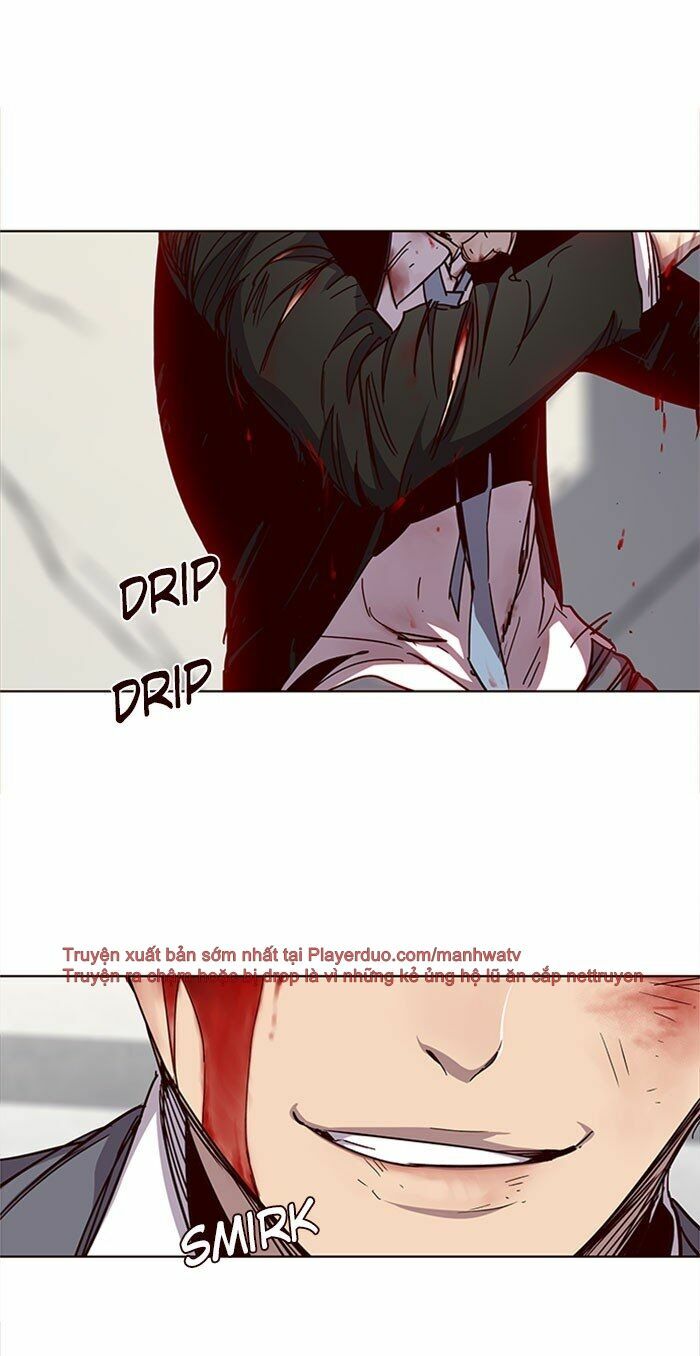 DRIP
DRIP
Truyện xuất bản sớm nhất tại Playerduo.com/manhwatv
Truyện ra chậm hoặc bị drop là vì những kẻ ủng hộ lũ ăn cắp nettruyen
SMIRK